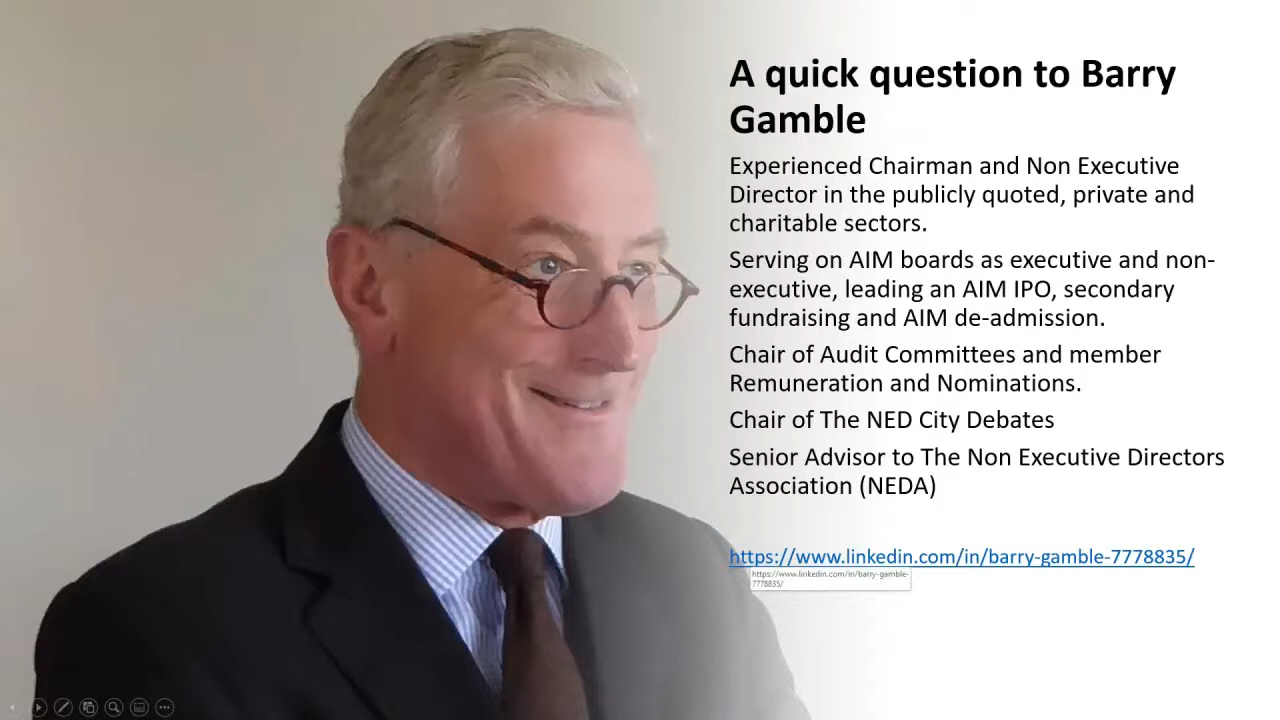 A quick question to Barry
Gamble
Experienced Chairman and Non Executive
Director in the publicly quoted, private and
charitable sectors.
Serving on AIM boards as executive and non-
executive, leading an AIM IPO, secondary
fundraising and AIM de-admission.
Chair of Audit Committees and member
Remuneration and Nominations.
Chair of The NED City Debates
Senior Advisor to The Non Executive Directors
Association (NEDA)
https://www.linkedin.com/in/barry-gamble-7778835/
https://www.linkedin.com/in/barry-gamble-
7778835/